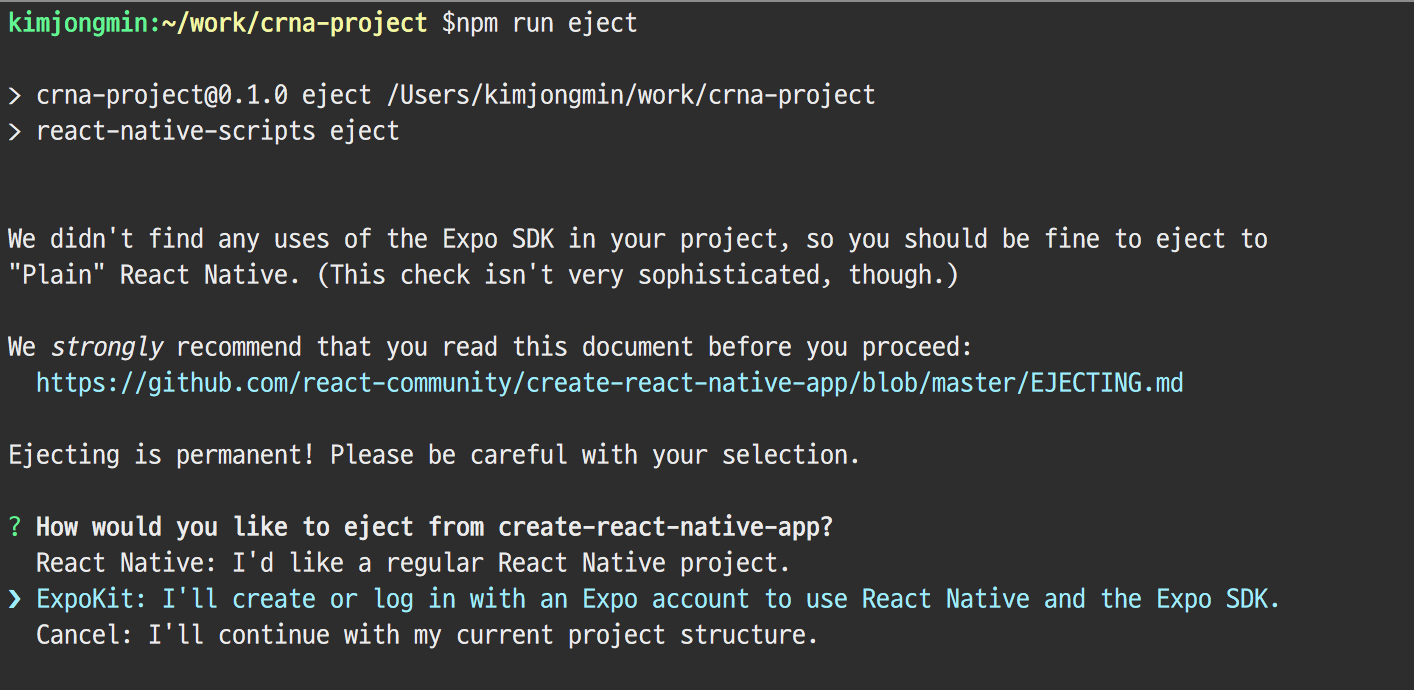 kimjongmin:~/work/crna-project $npm run eject
> crna-project@0.1.0 eject /Users/kimjongmin/work/crna-project
> react-native-scripts eject
We didn't find any uses of the Expo SDK in your project, so you should be fine to eject to
"Plain" React Native. (This check isn't very sophisticated, though.)
We strongly recommend that you read this document before you proceed:
https://github.com/react-community/create-react-native-app/blob/master/EJECTING.md
Ejecting is permanent! Please be careful with your selection.
? How would you like to eject from create-react-native-app?
React Native: I'd like a regular React Native project.
❯ ExpoKit: I'll create or log in with an Expo account to use React Native and the Expo SDK.
Cancel: I'll continue with my current project structure.